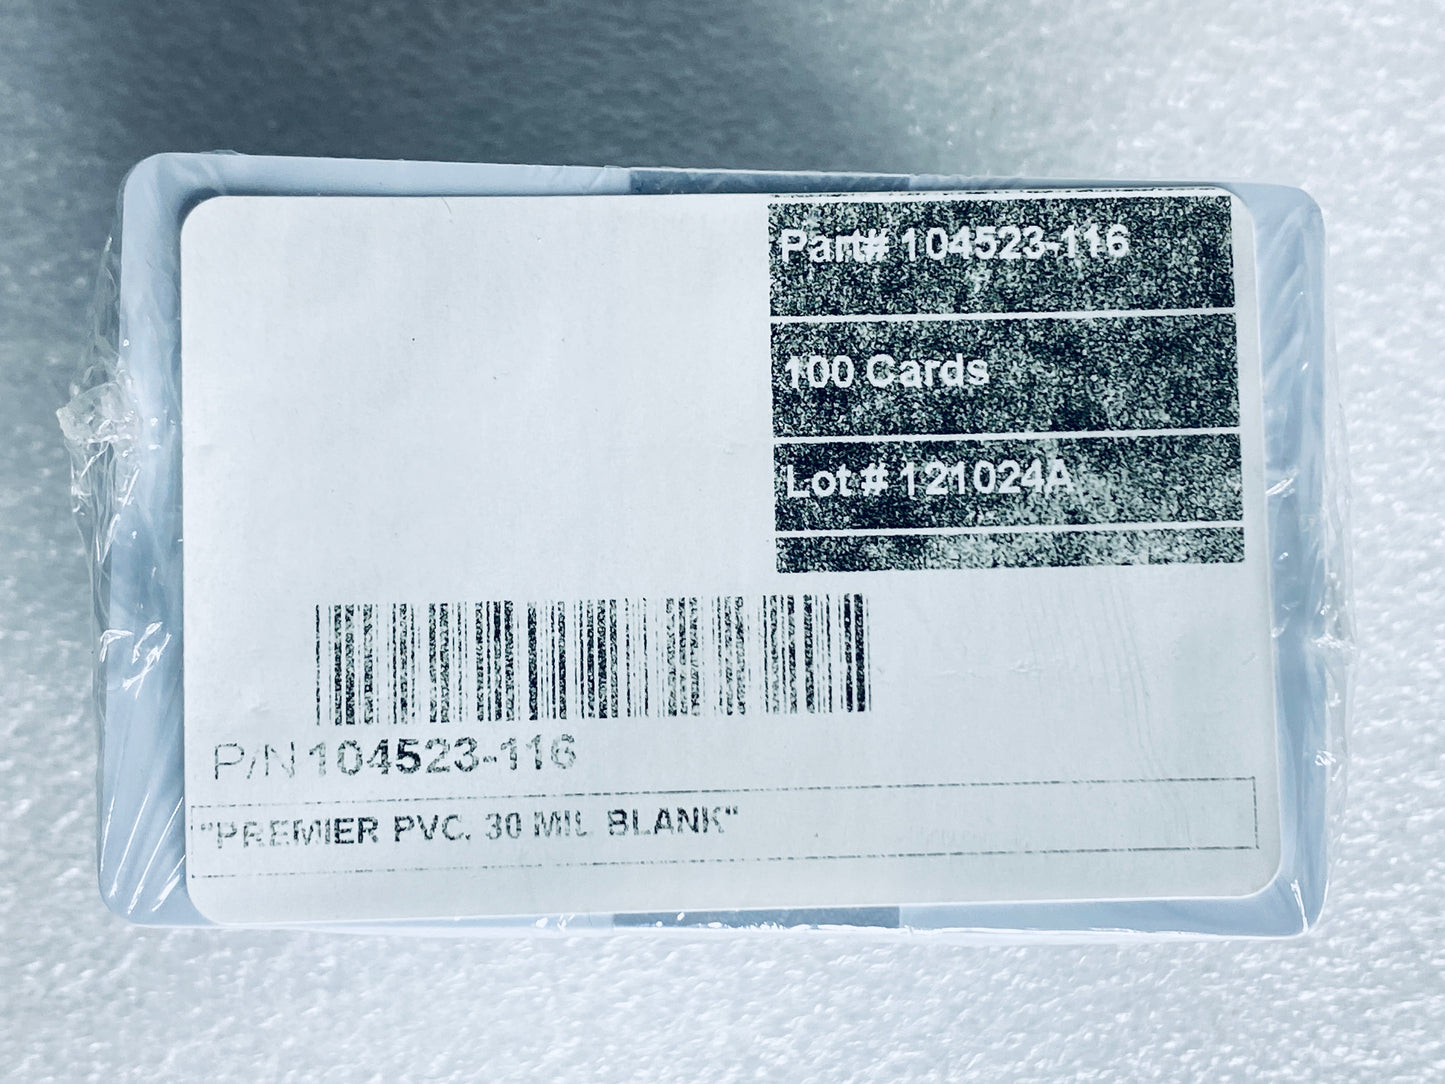 Part# 104523-116
100 Cards
Lot # 121024A
P/N 104523-116
"PREMIER PVC, 30 MIL BLANK"